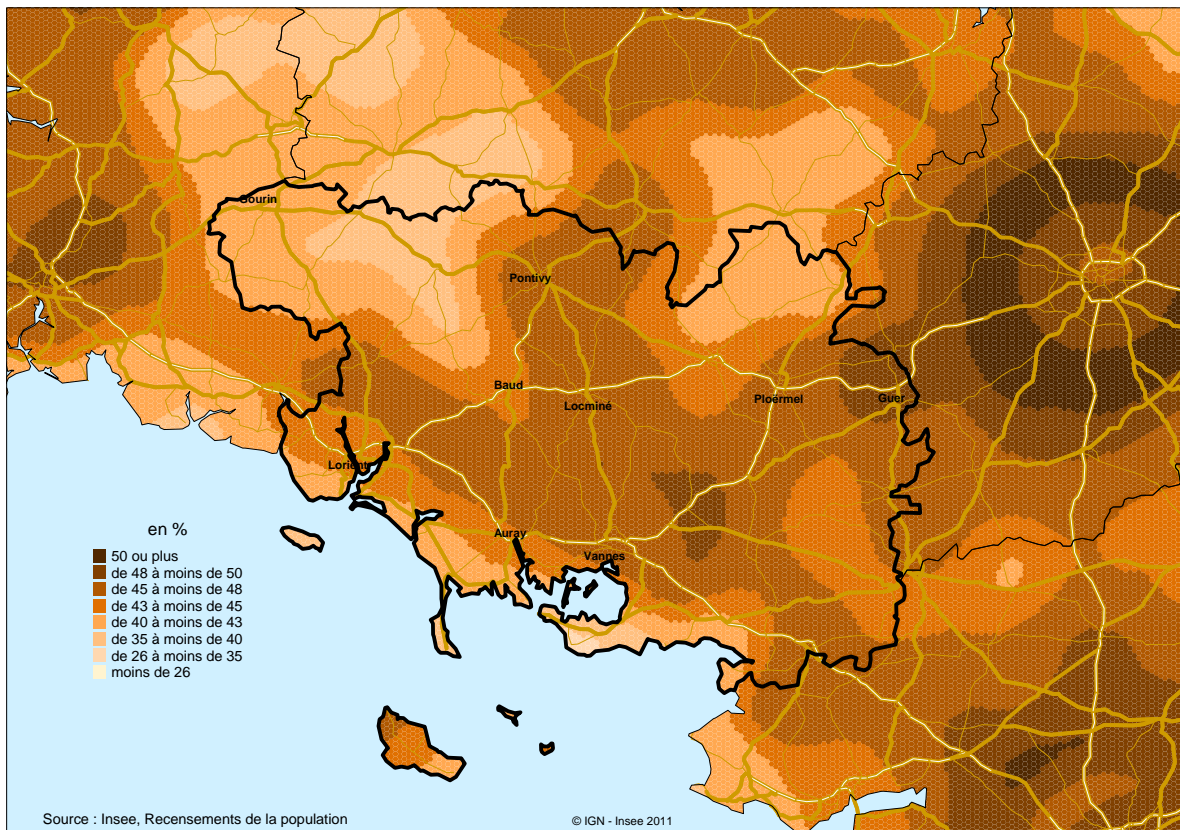 Gourin
Pontivy
Baud
Locminé
Ploërmel
Guer
Lorient
Auray
Vannes
en %
50 ou plus
de 48 à moins de 50
de 45 à moins de 48
de 43 à moins de 45
de 40 à moins de 43
de 35 à moins de 40
de 26 à moins de 35
moins de 26
Source : Insee, Recensements de la population
© IGN - Insee 2011